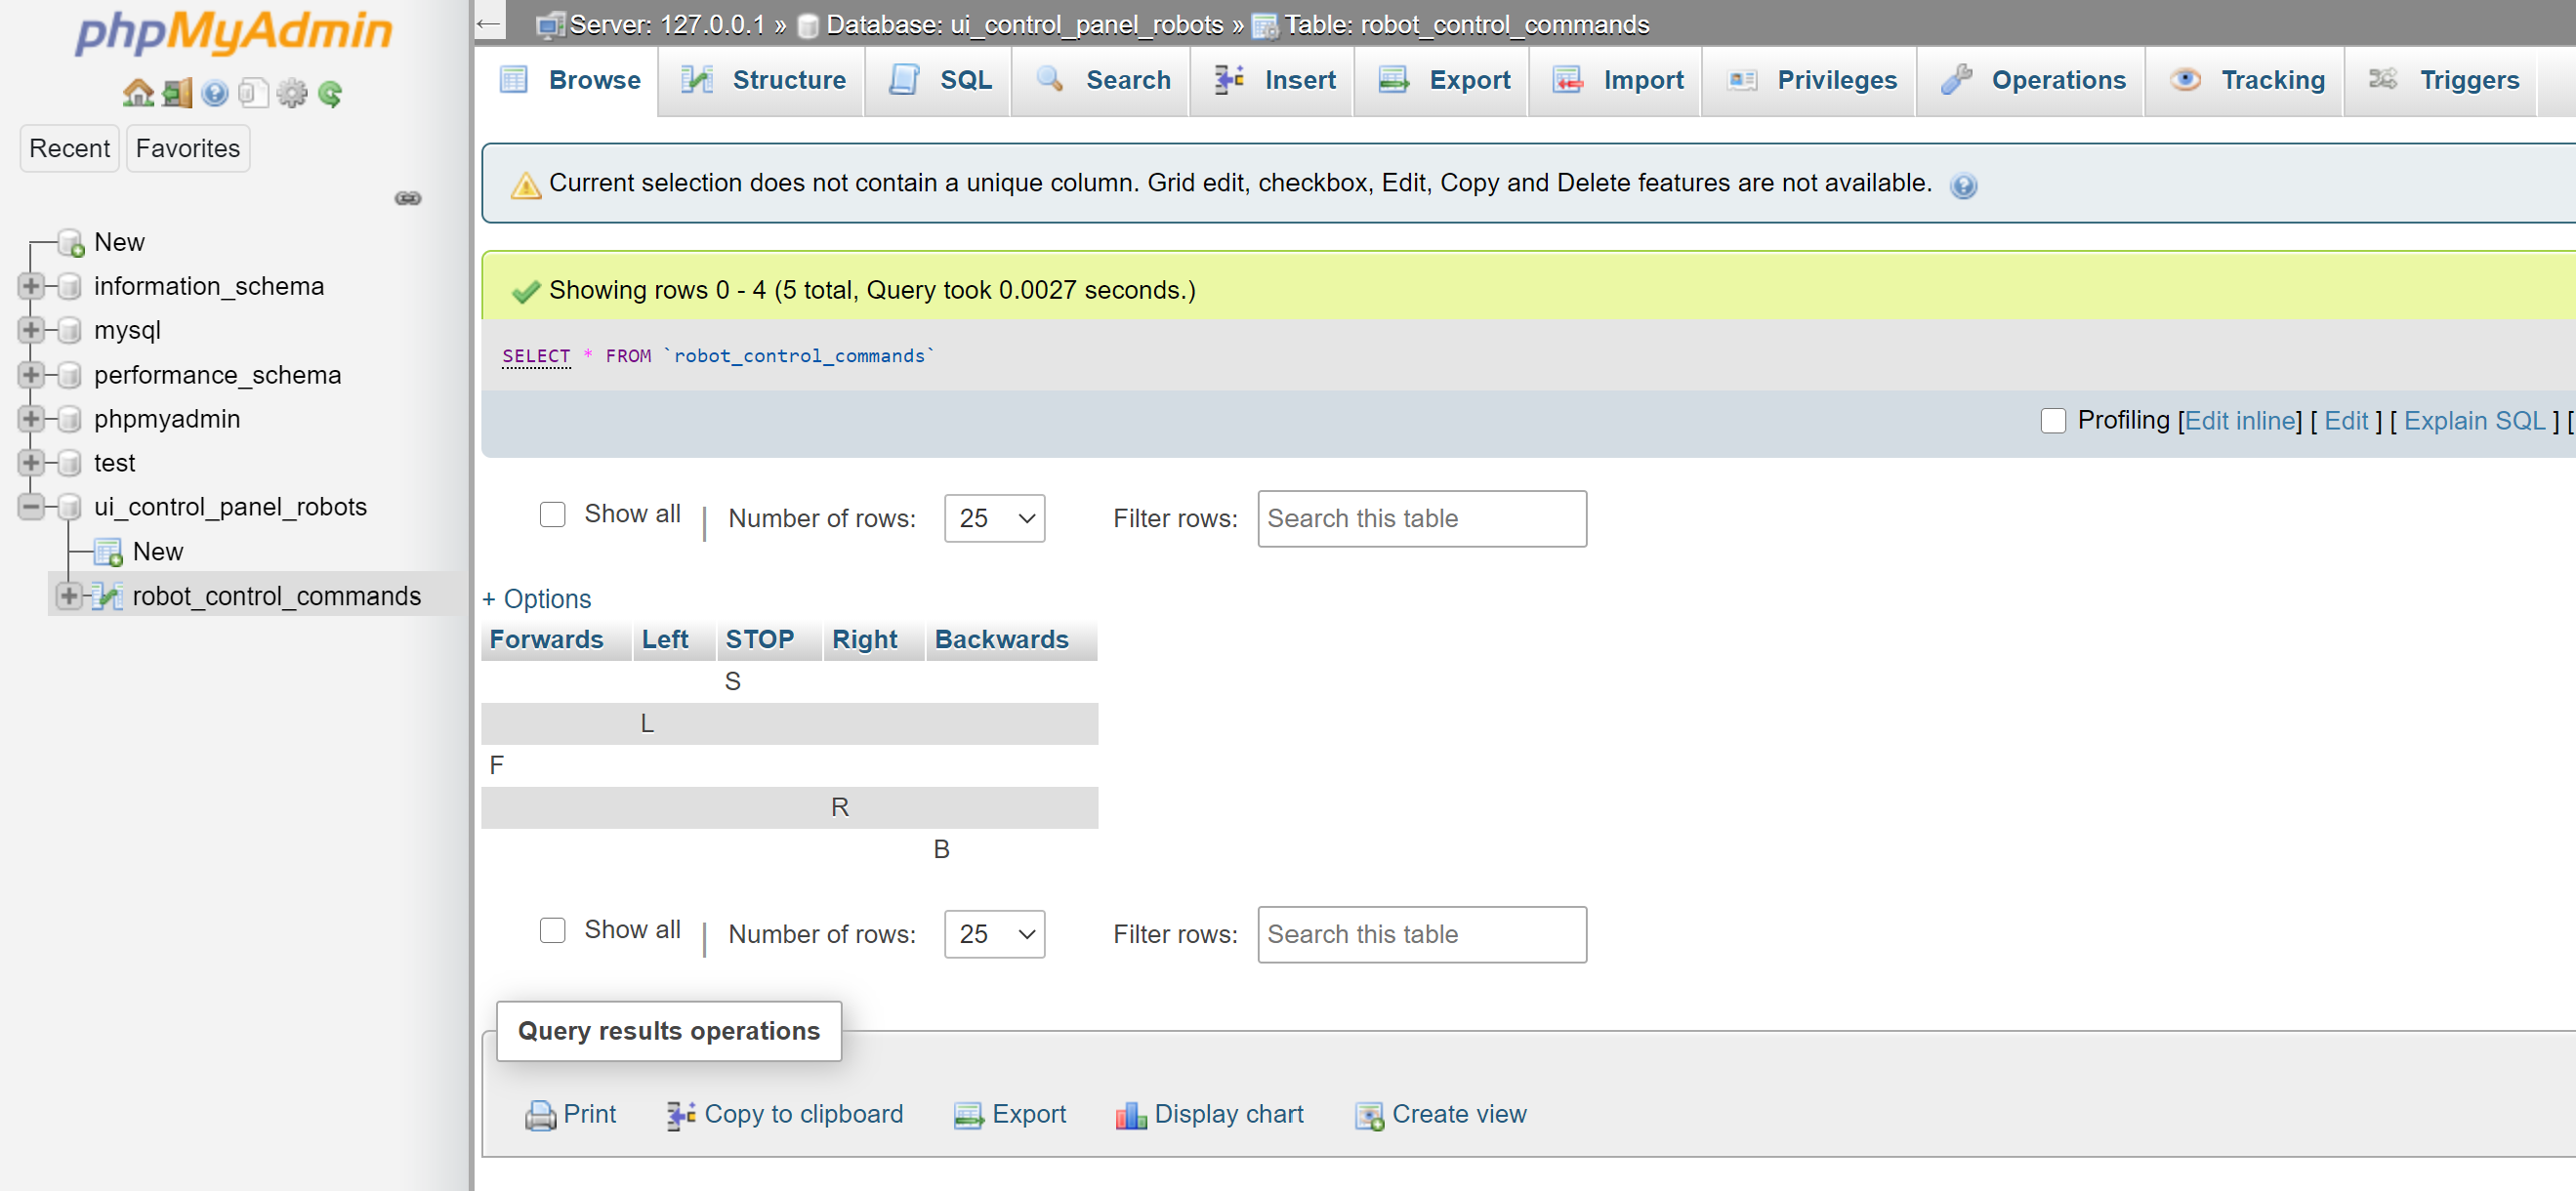 phpMyAdmin
Recent Favorites
New
information_schema
mysql
performance_schema
phpmyadmin
test
ui_control_panel_robots
New
robot_control_commands
← Server: 127.0.0.1 » Database: ui_control_panel_robots » Table: robot_control_commands
Browse Structure SQL Search Insert Export Import Privileges Operations Tracking Triggers
Current selection does not contain a unique column. Grid edit, checkbox, Edit, Copy and Delete features are not available.
Showing rows 0 - 4 (5 total, Query took 0.0027 seconds.)
SELECT * FROM `robot_control_commands`
Profiling [Edit inline] [ Edit ] [ Explain SQL ] [
Show all | Number of rows: 25 Filter rows: Search this table
+ Options
Forwards Left STOP Right Backwards
S
L
F
R
B
Show all | Number of rows: 25 Filter rows: Search this table
Query results operations
Print Copy to clipboard Export Display chart Create view